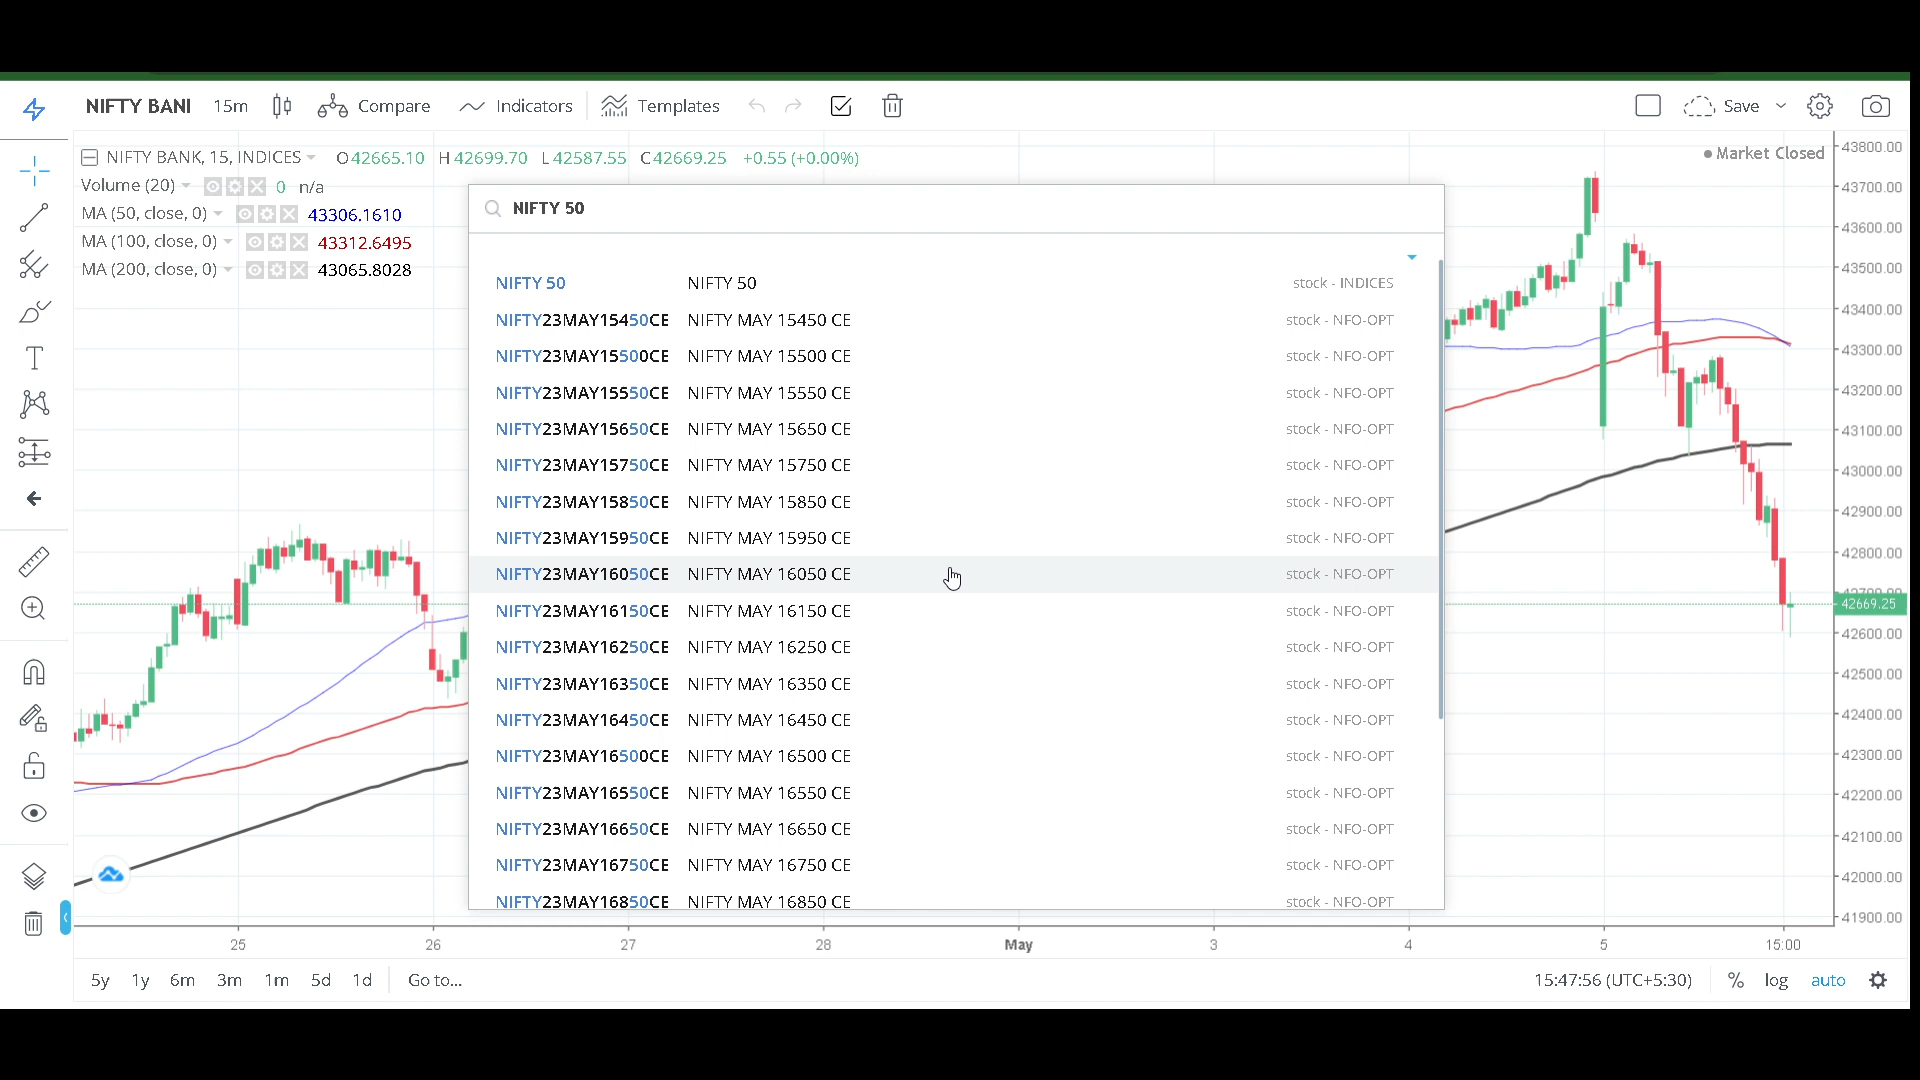 NIFTY BANI 15m Compare Indicators Templates Save
NIFTY BANK, 15, INDICES O42665.10 H42699.70 L42587.55 C42669.25 +0.55 (+0.00%)
Market Closed
Volume (20) 0 n/a
MA (50, close, 0) 43306.1610
MA (100, close, 0) 43312.6495
MA (200, close, 0) 43065.8028
NIFTY 50
NIFTY 50 NIFTY 50 stock - INDICES
NIFTY23MAY15450CE NIFTY MAY 15450 CE stock - NFO-OPT
NIFTY23MAY15500CE NIFTY MAY 15500 CE stock - NFO-OPT
NIFTY23MAY15550CE NIFTY MAY 15550 CE stock - NFO-OPT
NIFTY23MAY15650CE NIFTY MAY 15650 CE stock - NFO-OPT
NIFTY23MAY15750CE NIFTY MAY 15750 CE stock - NFO-OPT
NIFTY23MAY15850CE NIFTY MAY 15850 CE stock - NFO-OPT
NIFTY23MAY15950CE NIFTY MAY 15950 CE stock - NFO-OPT
NIFTY23MAY16050CE NIFTY MAY 16050 CE stock - NFO-OPT
NIFTY23MAY16150CE NIFTY MAY 16150 CE stock - NFO-OPT
NIFTY23MAY16250CE NIFTY MAY 16250 CE stock - NFO-OPT
NIFTY23MAY16350CE NIFTY MAY 16350 CE stock - NFO-OPT
NIFTY23MAY16450CE NIFTY MAY 16450 CE stock - NFO-OPT
NIFTY23MAY16500CE NIFTY MAY 16500 CE stock - NFO-OPT
NIFTY23MAY16550CE NIFTY MAY 16550 CE stock - NFO-OPT
NIFTY23MAY16650CE NIFTY MAY 16650 CE stock - NFO-OPT
NIFTY23MAY16750CE NIFTY MAY 16750 CE stock - NFO-OPT
NIFTY23MAY16850CE NIFTY MAY 16850 CE stock - NFO-OPT
43800.00
43700.00
43600.00
43500.00
43400.00
43300.00
43200.00
43100.00
43000.00
42900.00
42800.00
42669.25
42600.00
42500.00
42400.00
42300.00
42200.00
42100.00
42000.00
41900.00
25 26 27 28 May 3 4 5 15:00
5y 1y 6m 3m 1m 5d 1d Go to... 15:47:56 (UTC+5:30) % log auto